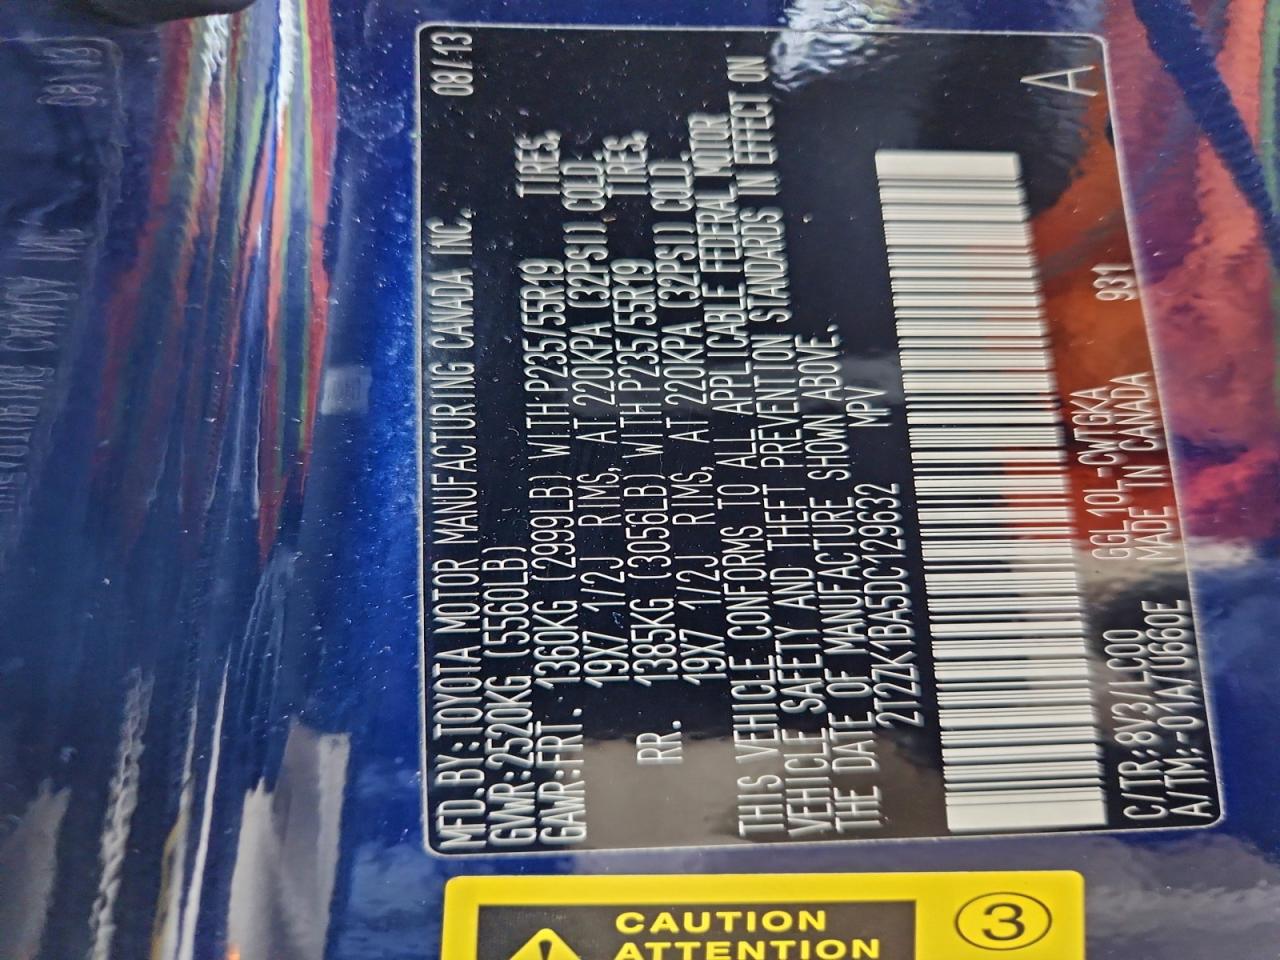 MFD.BY:TOYOTA MOTOR MANUFACTURING CANADA INC. 08/13
GVWR:2520KG (5560LB)
GAWR:FRT. 1360KG (2999LB) WITH P235/55R19 TIRES,
19X7 1/2J RIMS, AT 220KPA (32PSI) COLD.
RR. 1385KG (3056LB) WITH P235/55R19 TIRES,
19X7 1/2J RIMS, AT 220KPA (32PSI) COLD.
THIS VEHICLE CONFORMS TO ALL APPLICABLE FEDERAL MOTOR
VEHICLE SAFETY AND THEFT PREVENTION STANDARDS IN EFFECT ON
THE DATE OF MANUFACTURE SHOWN ABOVE.
2T2ZK1BA5DC129632 MPV
A
C/TR:8V3/LC00 GGL10L-CWTGKA 931
A/TM:-01A/U660E MADE IN CANADA
CAUTION
ATTENTION
3